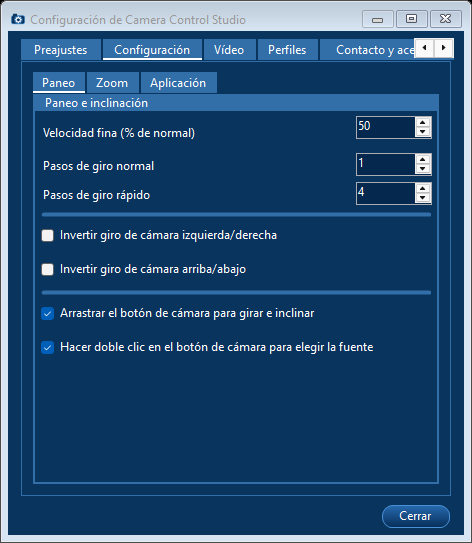 Configuración de Camera Control Studio
Preajustes Configuración Vídeo Perfiles Contacto y ace
Paneo Zoom Aplicación
Paneo e inclinación
Velocidad fina (% de normal) 50
Pasos de giro normal 1
Pasos de giro rápido 4
Invertir giro de cámara izquierda/derecha
Invertir giro de cámara arriba/abajo
Arrastrar el botón de cámara para girar e inclinar
Hacer doble clic en el botón de cámara para elegir la fuente
Cerrar